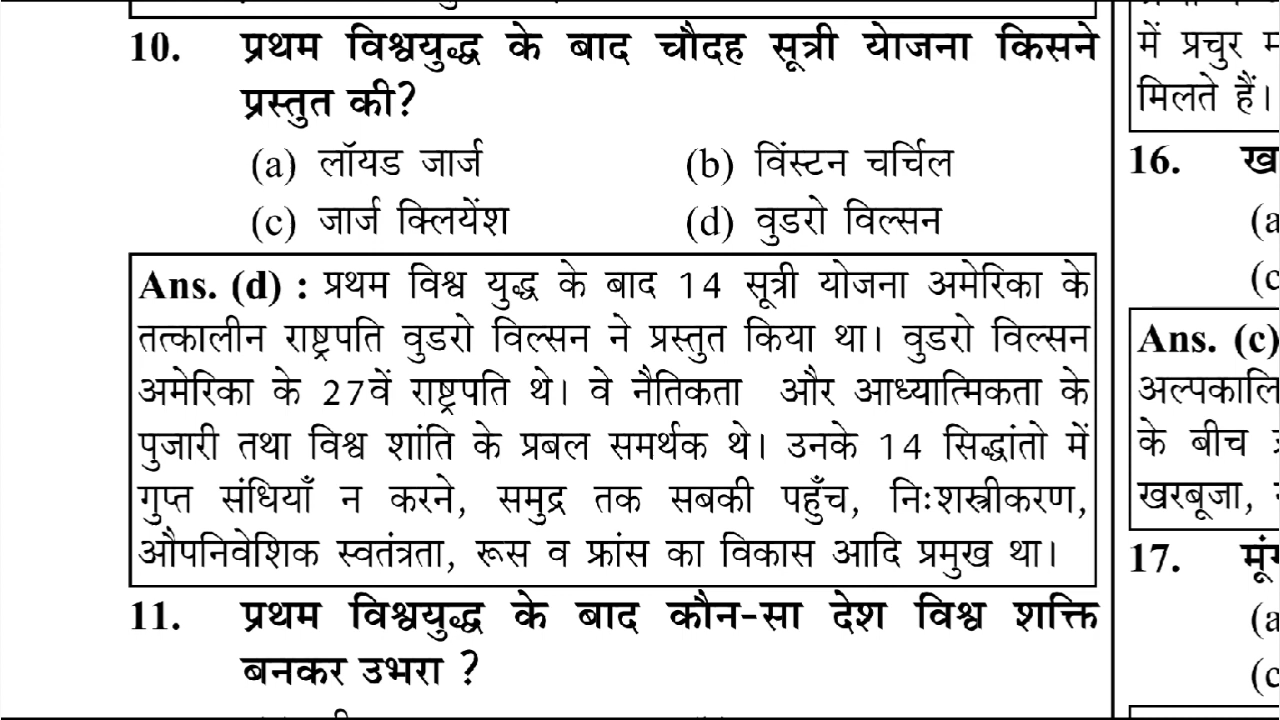 10. प्रथम विश्वयुद्ध के बाद चौदह सूत्री येाजना किसने
प्रस्तुत की?
(a) लॉयड जार्ज (b) विंस्टन चर्चिल
(c) जार्ज क्लियेंश (d) वुडरो विल्सन
Ans. (d) : प्रथम विश्व युद्ध के बाद 14 सूत्री योजना अमेरिका के
तत्कालीन राष्ट्रपति वुडरो विल्सन ने प्रस्तुत किया था। वुडरो विल्सन
अमेरिका के 27वें राष्ट्रपति थे। वे नैतिकता और आध्यात्मिकता के
पुजारी तथा विश्व शांति के प्रबल समर्थक थे। उनके 14 सिद्धांतो में
गुप्त संधियाँ न करने, समुद्र तक सबकी पहुँच, निःशस्त्रीकरण,
औपनिवेशिक स्वतंत्रता, रूस व फ्रांस का विकास आदि प्रमुख था।
11. प्रथम विश्वयुद्ध के बाद कौन-सा देश विश्व शक्ति
बनकर उभरा ?
में प्रचुर
मिलते हैं।
16.
(a
(c
Ans. (c)
के बीच
खरबूजा,
17.
(a
(c